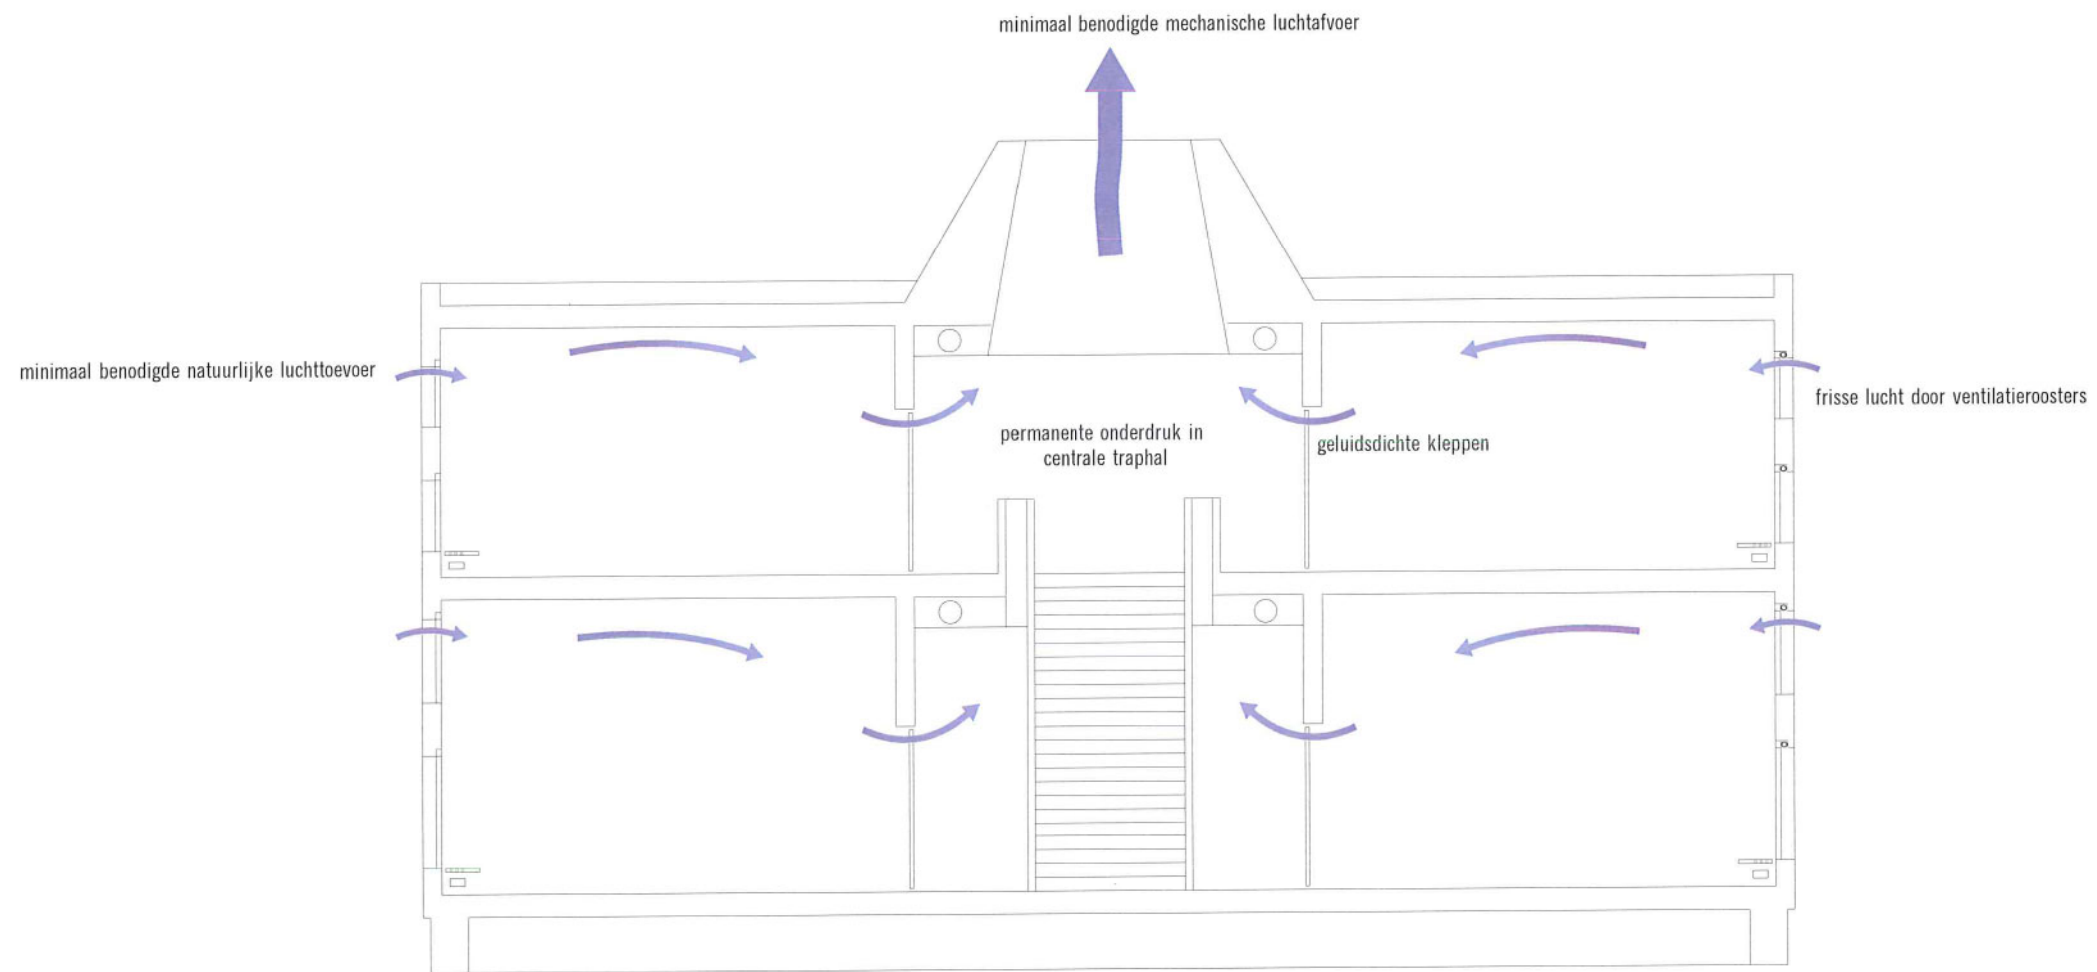 minimaal benodigde mechanische luchtafvoer
minimaal benodigde natuurlijke luchttoevoer
frisse lucht door ventilatieroosters
permanente onderdruk in
centrale traphal
geluidsdichte kleppen